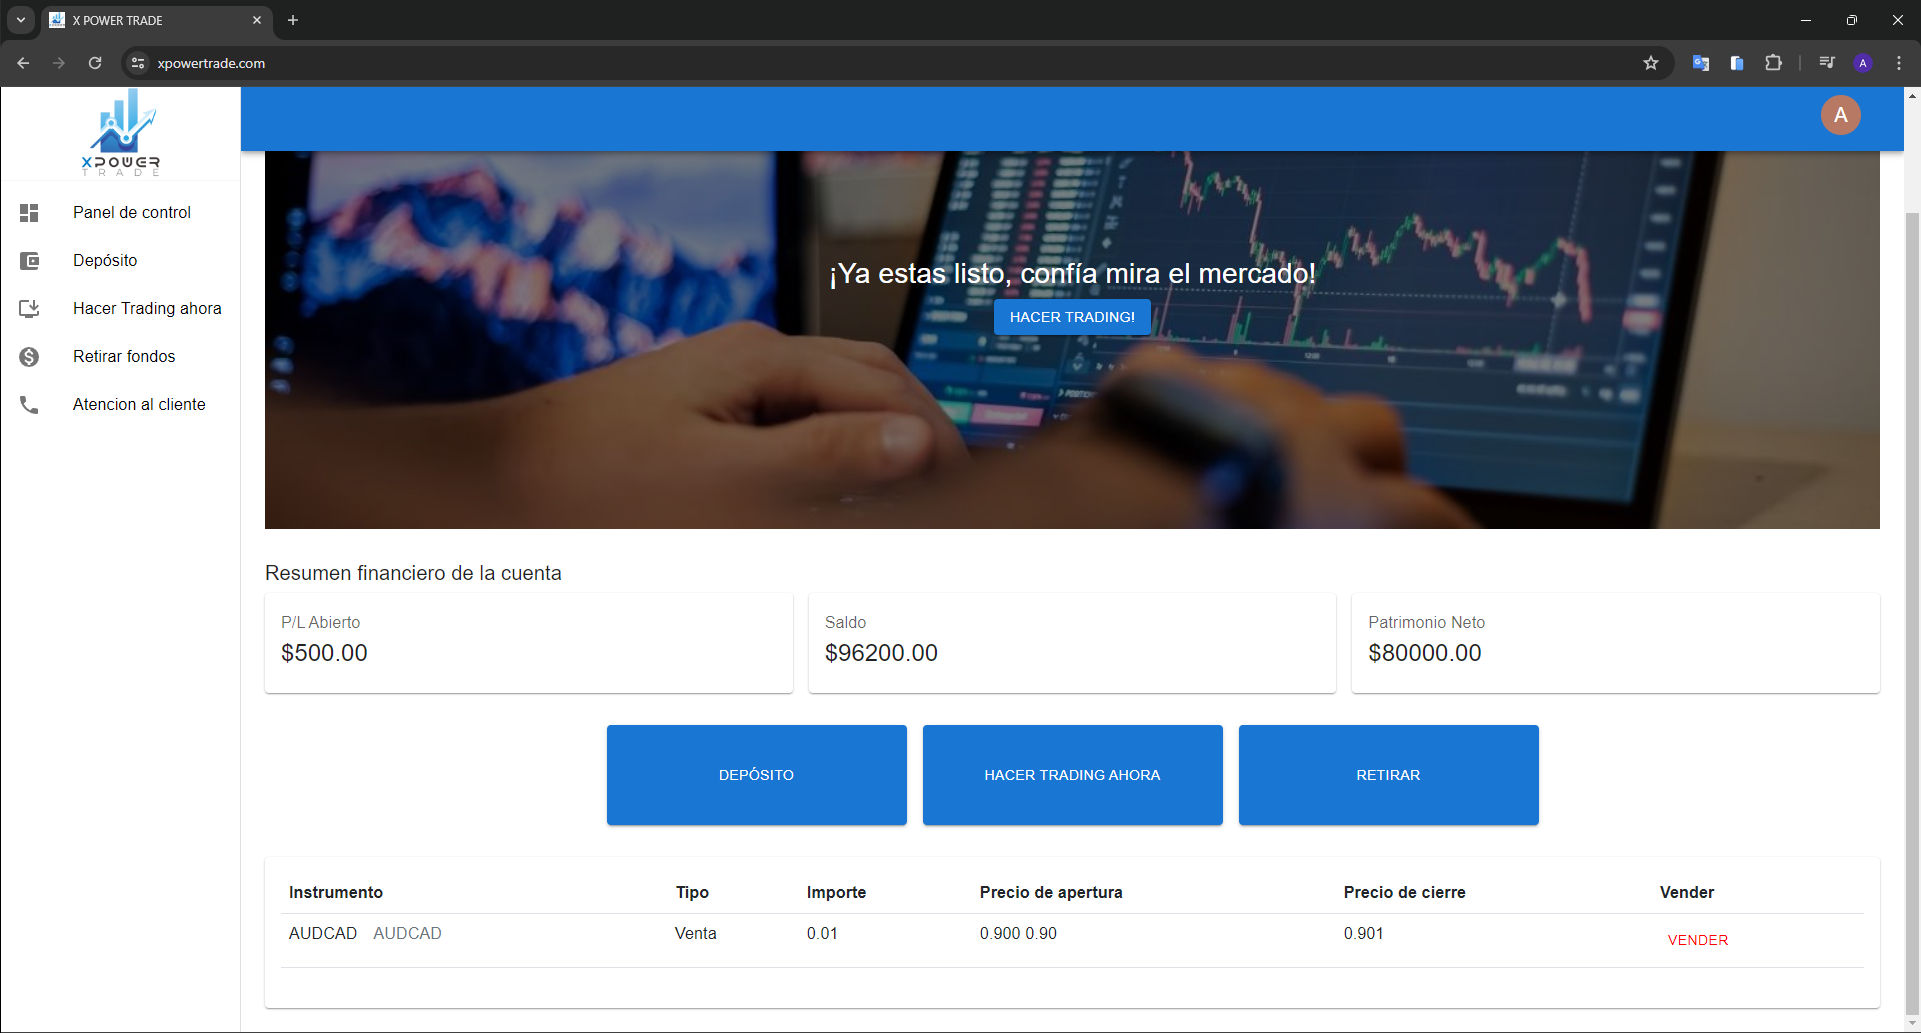 X POWER TRADE
xpowertrade.com
A
XPOWER
TRADE
A
Panel de control
Depósito
Hacer Trading ahora
Retirar fondos
Atencion al cliente
¡Ya estas listo, confía mira el mercado!
HACER TRADING!
Resumen financiero de la cuenta
P/L Abierto
$500.00
Saldo
$96200.00
Patrimonio Neto
$80000.00
DEPÓSITO
HACER TRADING AHORA
RETIRAR
Instrumento Tipo Importe Precio de apertura Precio de cierre Vender
AUDCAD AUDCAD Venta 0.01 0.900 0.90 0.901 VENDER